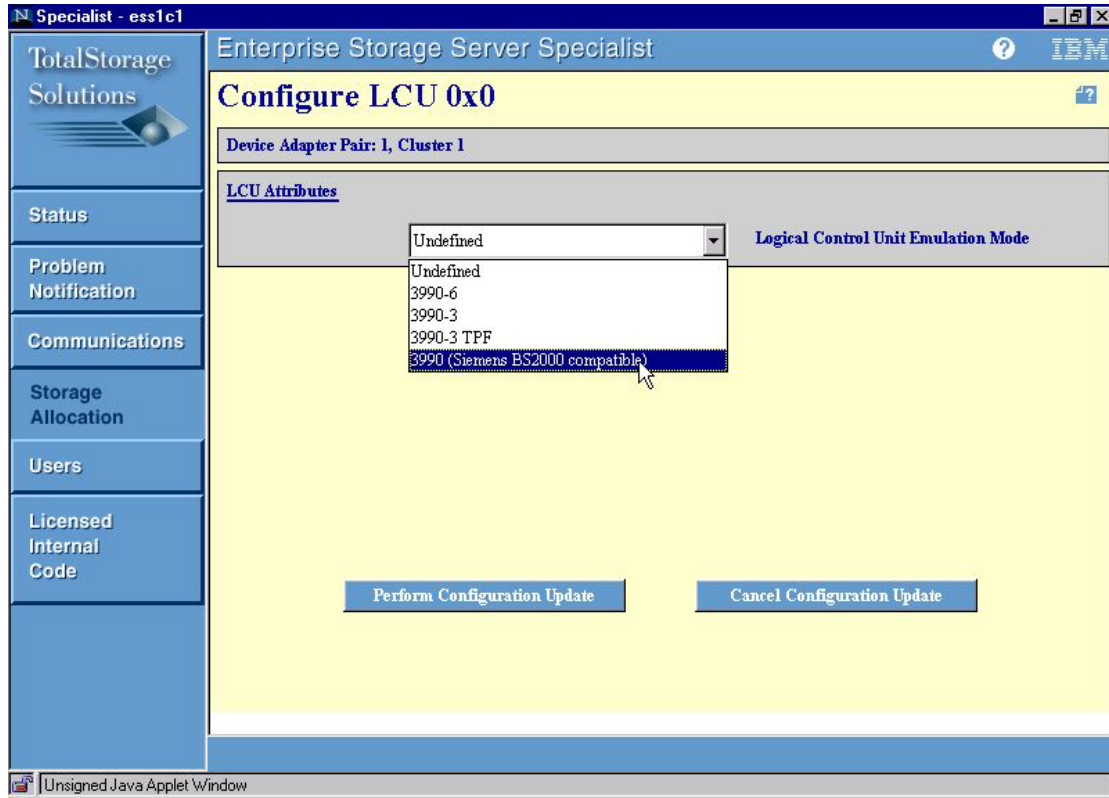 Specialist - ess1c1
TotalStorage
Solutions
Enterprise Storage Server Specialist
?
IBM
Configure LCU 0x0
?
Device Adapter Pair: 1, Cluster 1
LCU Attributes
Undefined
Logical Control Unit Emulation Mode
Undefined
3990-6
3990-3
3990-3 TPF
3990 (Siemens BS2000 compatible)
Status
Problem
Notification
Communications
Storage
Allocation
Users
Licensed
Internal
Code
Perform Configuration Update
Cancel Configuration Update
Unsigned Java Applet Window